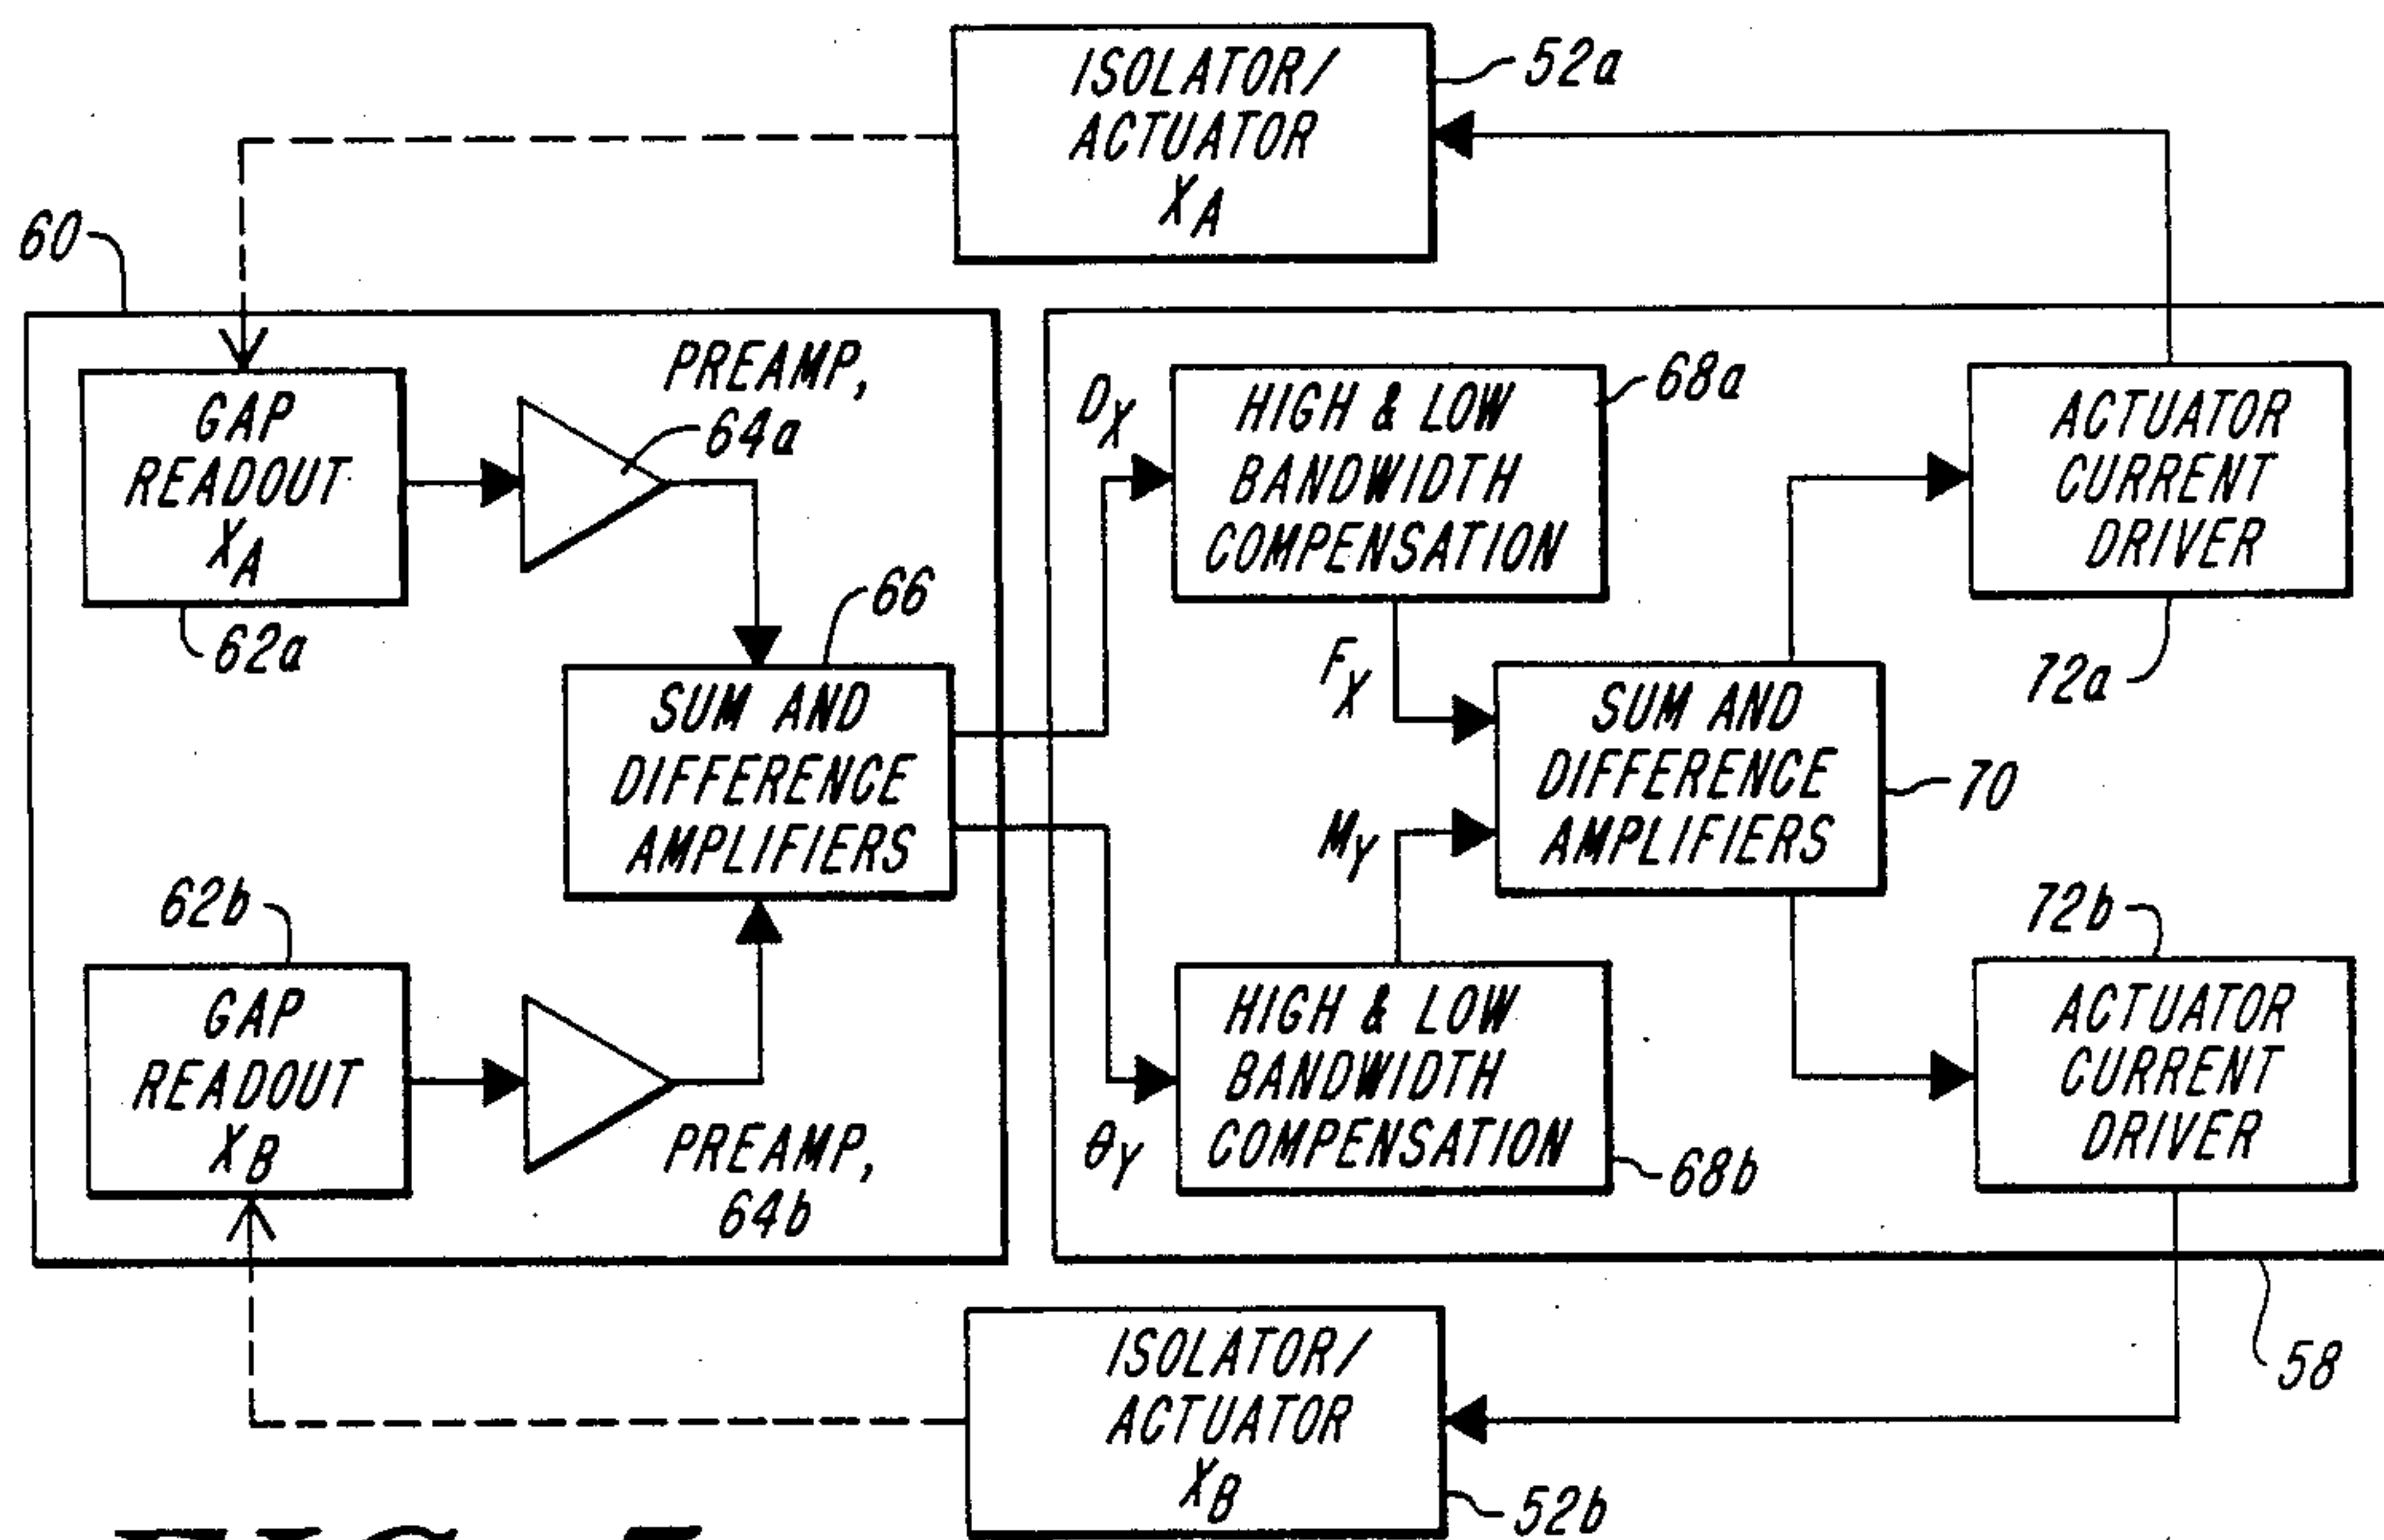 ISOLATOR/
ACTUATOR
XA
52a
60
GAP
READOUT
XA
62a
PREAMP,
64a
66
SUM AND
DIFFERENCE
AMPLIFIERS
62b
GAP
READOUT
XB
PREAMP,
64b
DX
HIGH & LOW
BANDWIDTH
COMPENSATION
68a
FX
MY
SUM AND
DIFFERENCE
AMPLIFIERS
70
θY
HIGH & LOW
BANDWIDTH
COMPENSATION
68b
ACTUATOR
CURRENT
DRIVER
72a
72b
ACTUATOR
CURRENT
DRIVER
58
ISOLATOR/
ACTUATOR
XB
52b